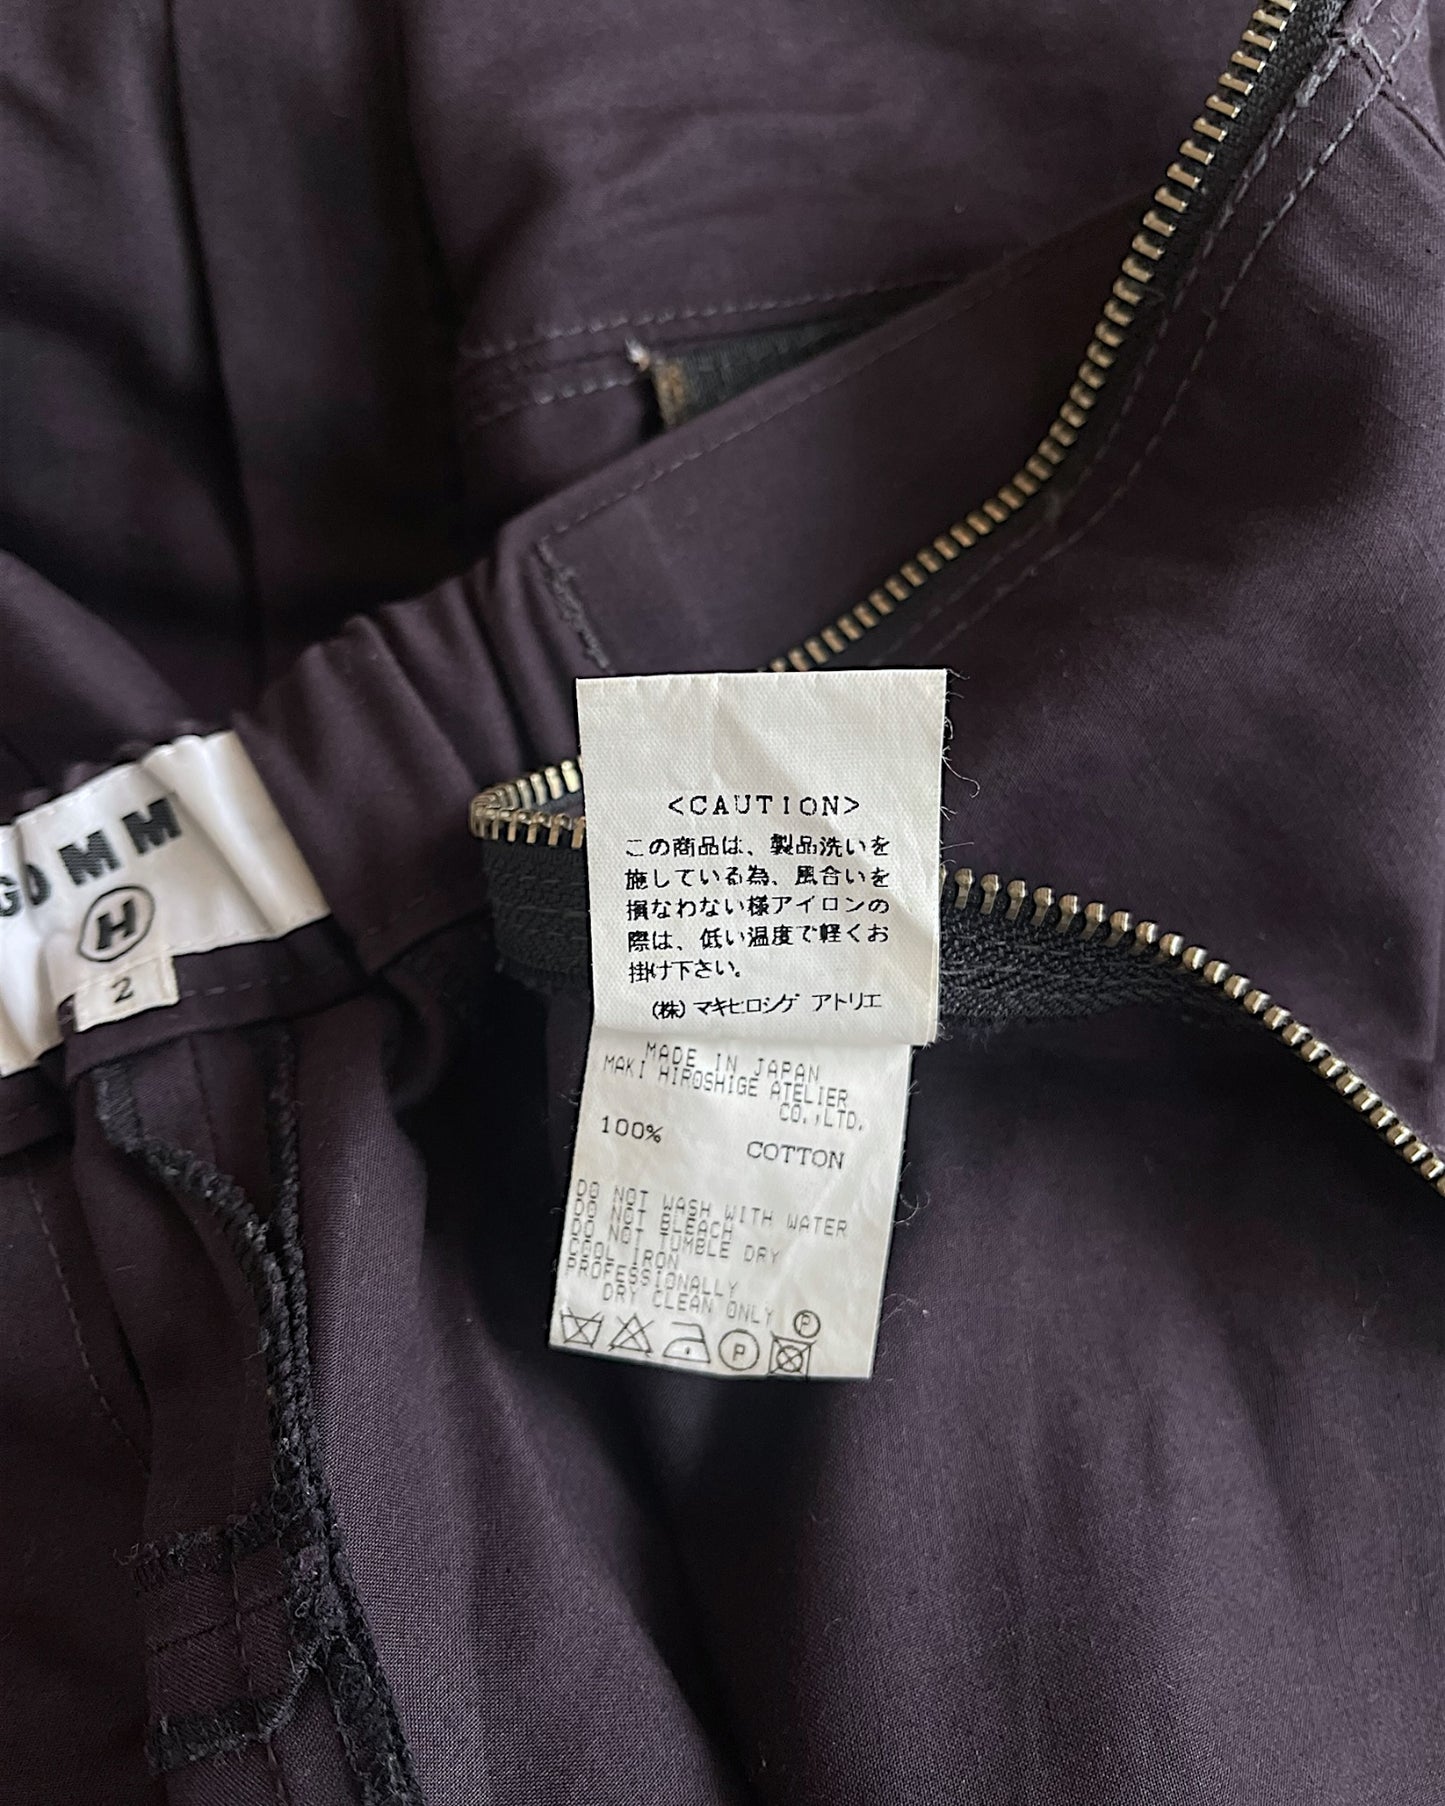 GOMM
H
2
<CAUTION>
この商品は、製品洗いを
施している為、風合いを
損なわない様アイロンの
際は、低い温度で軽くお
掛け下さい。
(株)マキヒロシゲ アトリエ
MADE IN JAPAN
MAKI HIROSHIGE ATELIER
CO.,LTD.
100%
COTTON
DO NOT WASH WITH WATER
DO NOT BLEACH
DO NOT TUMBLE DRY
COOL IRON
PROFESSIONALLY
DRY CLEAN ONLY
P
P